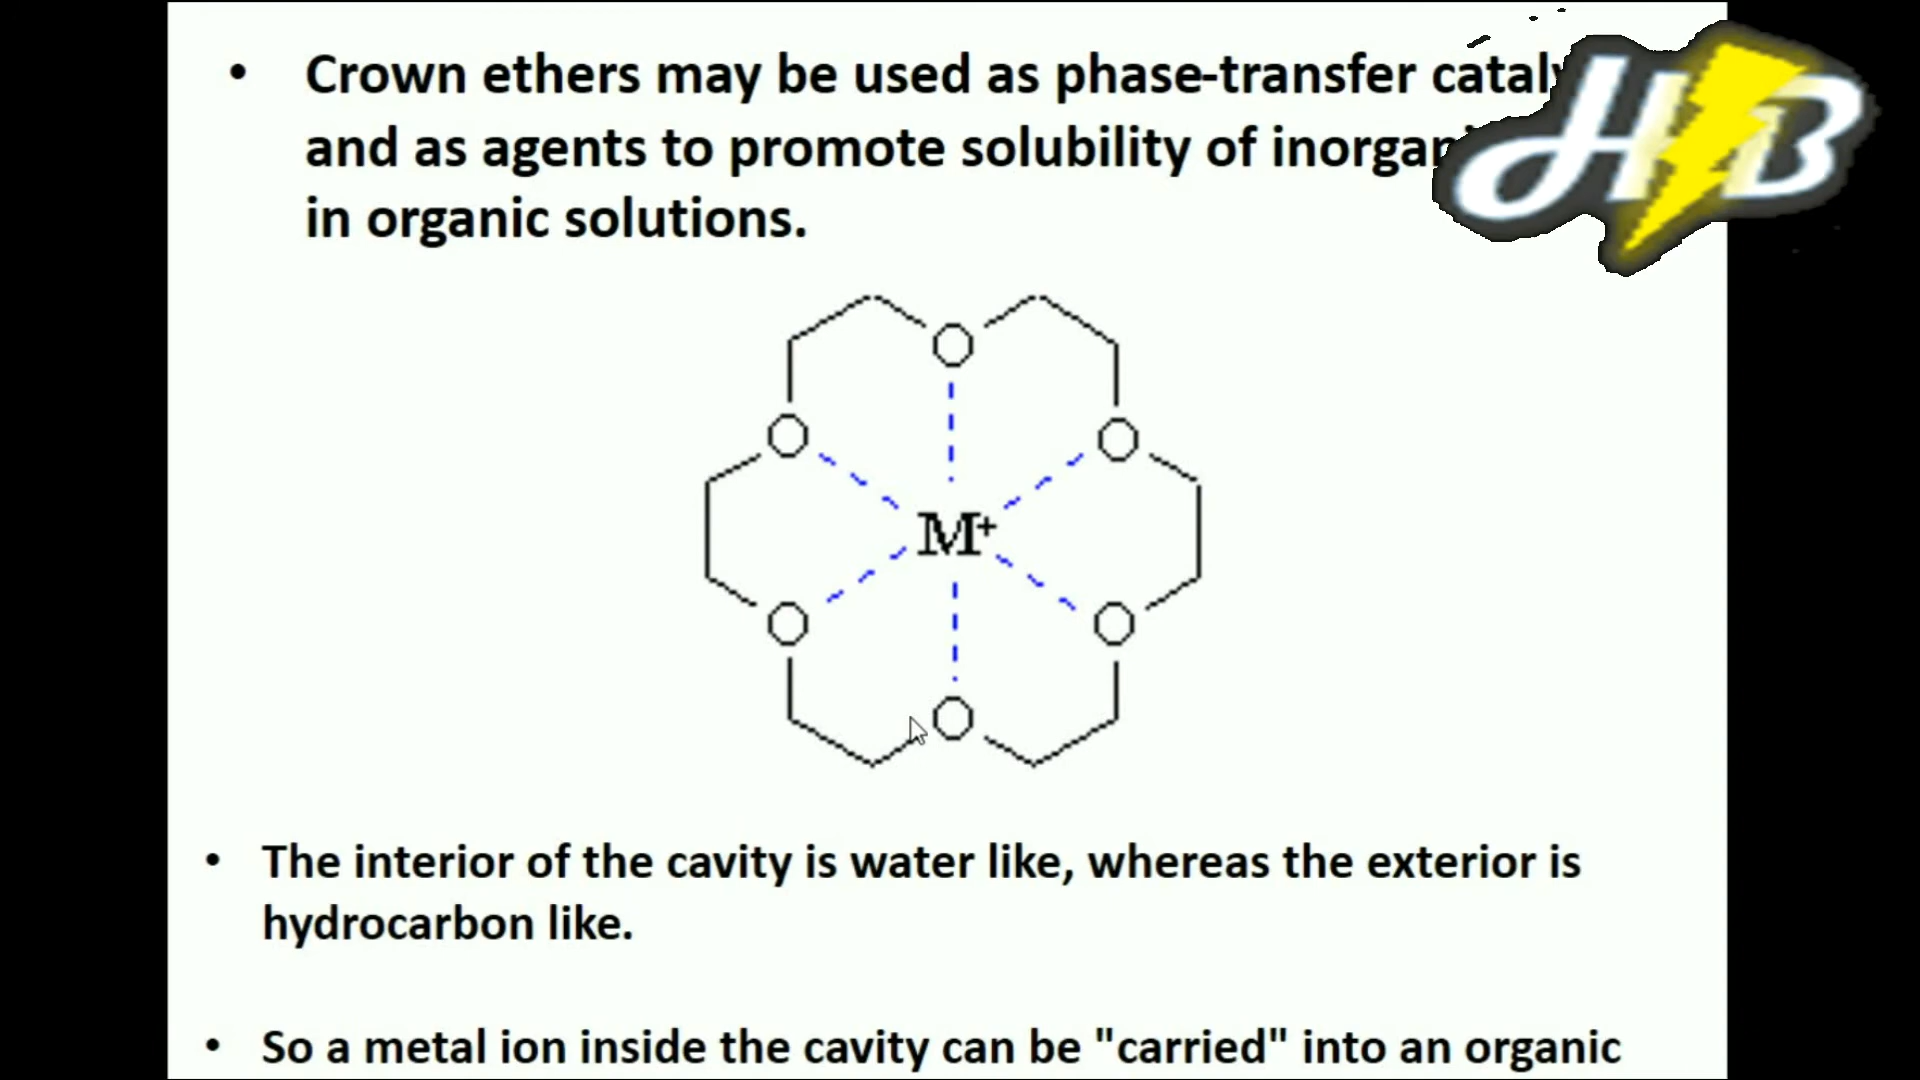 • Crown ethers may be used as phase-transfer
and as agents to promote solubility of
in organic solutions.
HB
O
O
O
M+
O
O
O
• The interior of the cavity is water like, whereas the exterior is
hydrocarbon like.
• So a metal ion inside the cavity can be "carried" into an organic